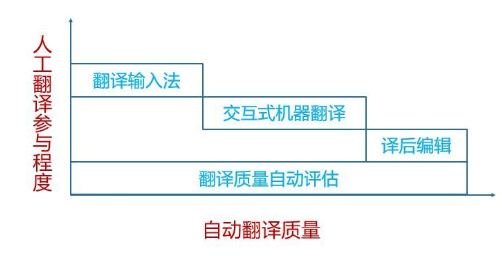 人工翻译参与程度
翻译输入法
交互式机器翻译
译后编辑
翻译质量自动评估
自动翻译质量